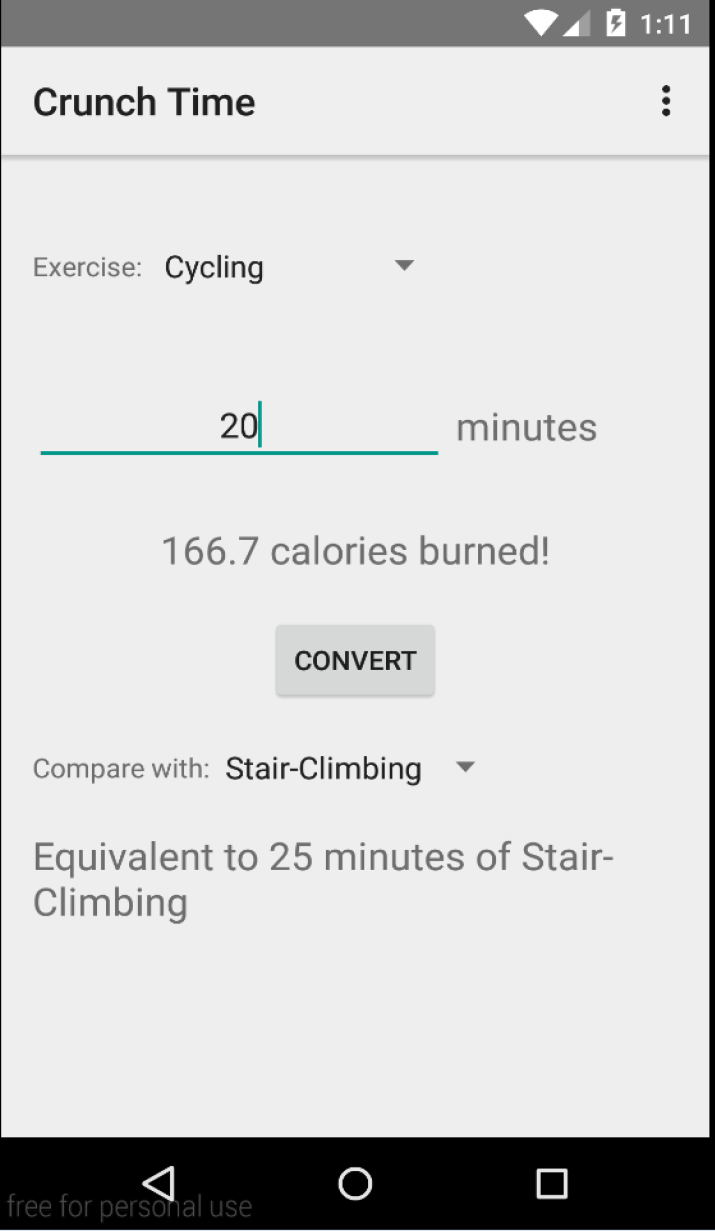 1:11
Crunch Time
Exercise: Cycling
20 minutes
166.7 calories burned!
CONVERT
Compare with: Stair-Climbing
Equivalent to 25 minutes of Stair-
Climbing
free for personal use